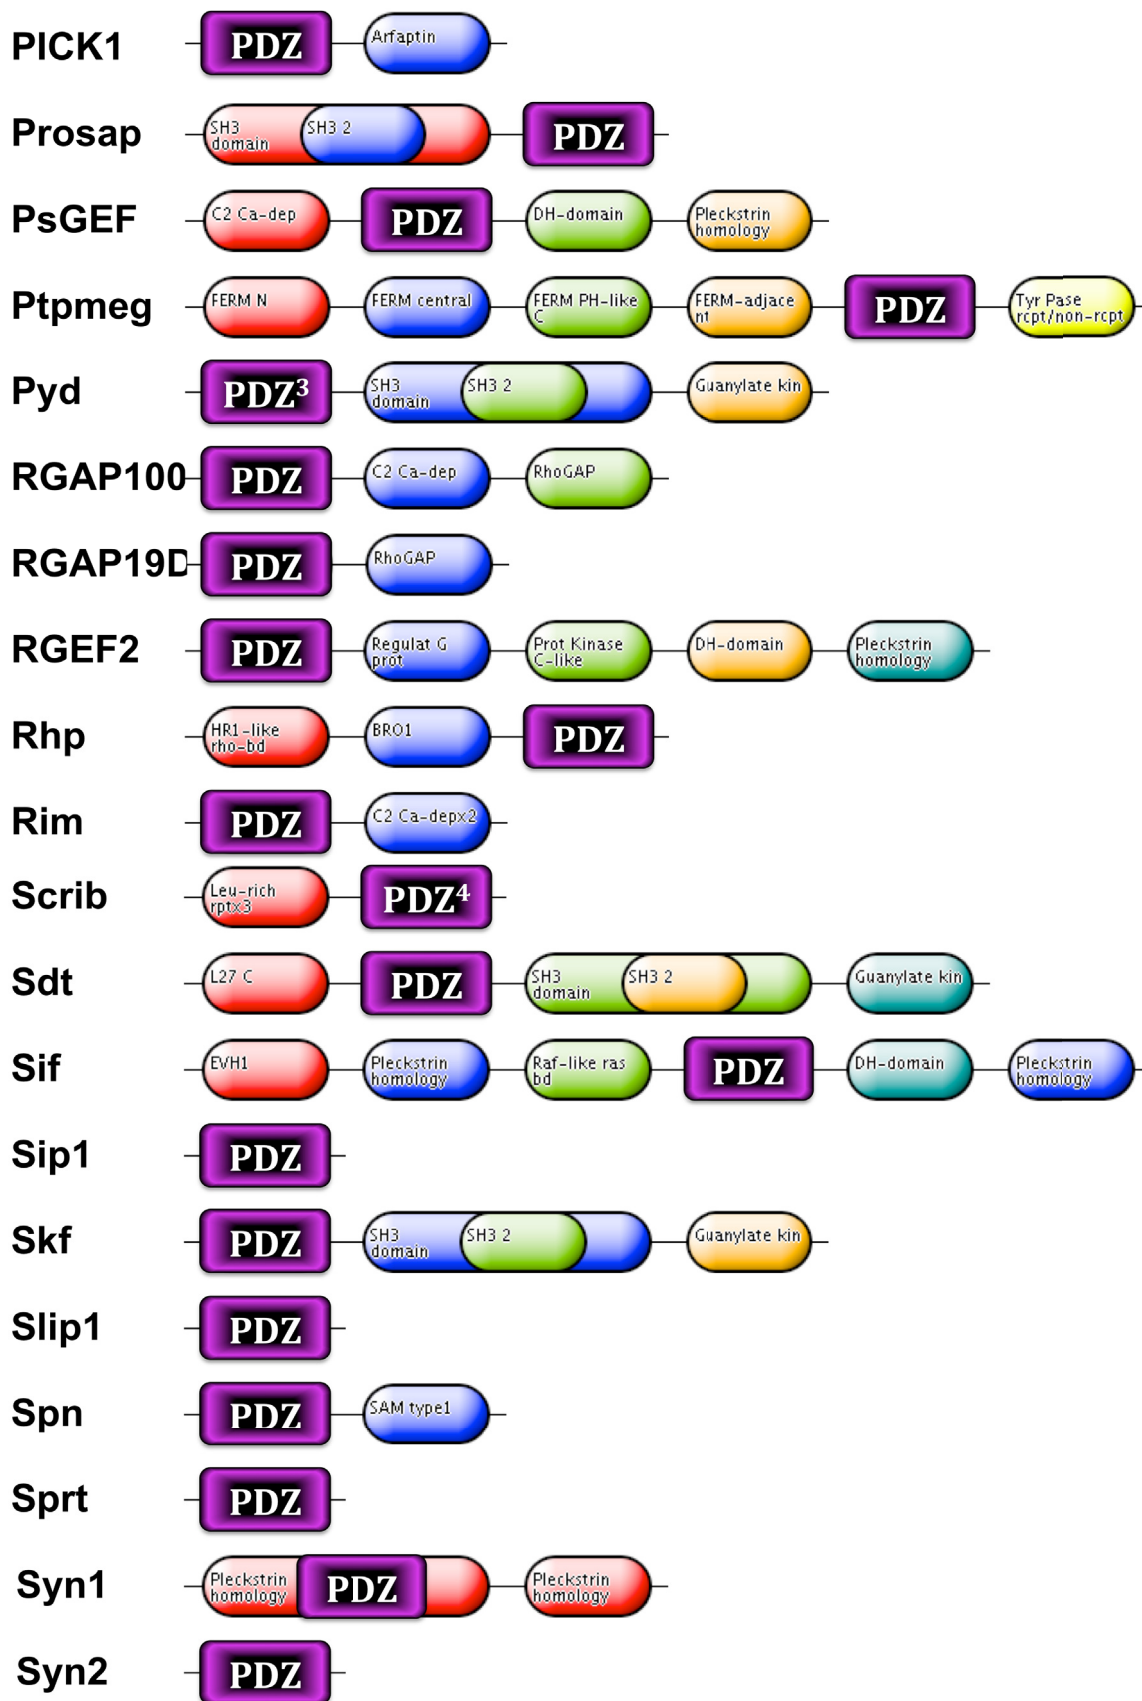 PICK1 PDZ Arfaptin
Prosap SH3 domain SH3 2 PDZ
PsGEF C2 Ca-dep PDZ DH-domain Pleckstrin homology
Ptpmeg FERM N FERM central FERM PH-like C FERM-adjace nt PDZ Tyr Pase rcpt/non-rcpt
Pyd PDZ³ SH3 domain SH3 2 Guanylate kin
RGAP100 PDZ C2 Ca-dep RhoGAP
RGAP19D PDZ RhoGAP
RGEF2 PDZ Regulat G prot Prot Kinase C-like DH-domain Pleckstrin homology
Rhp HR1-like rho-bd BRO1 PDZ
Rim PDZ C2 Ca-depx2
Scrib Leu-rich rptx3 PDZ⁴
Sdt L27 C PDZ SH3 domain SH3 2 Guanylate kin
Sif EVH1 Pleckstrin homology Raf-like ras bd PDZ DH-domain Pleckstrin homology
Sip1 PDZ
Skf PDZ SH3 domain SH3 2 Guanylate kin
Slip1 PDZ
Spn PDZ SAM type1
Sprt PDZ
Syn1 Pleckstrin homology PDZ Pleckstrin homology
Syn2 PDZ